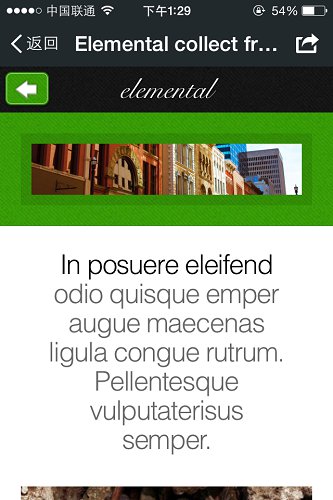 中国联通 下午1:29 54%
返回 Elemental collect fr...
elemental
In posuere eleifend
odio quisque emper
augue maecenas
ligula congue rutrum.
Pellentesque
vulputaterisus
semper.